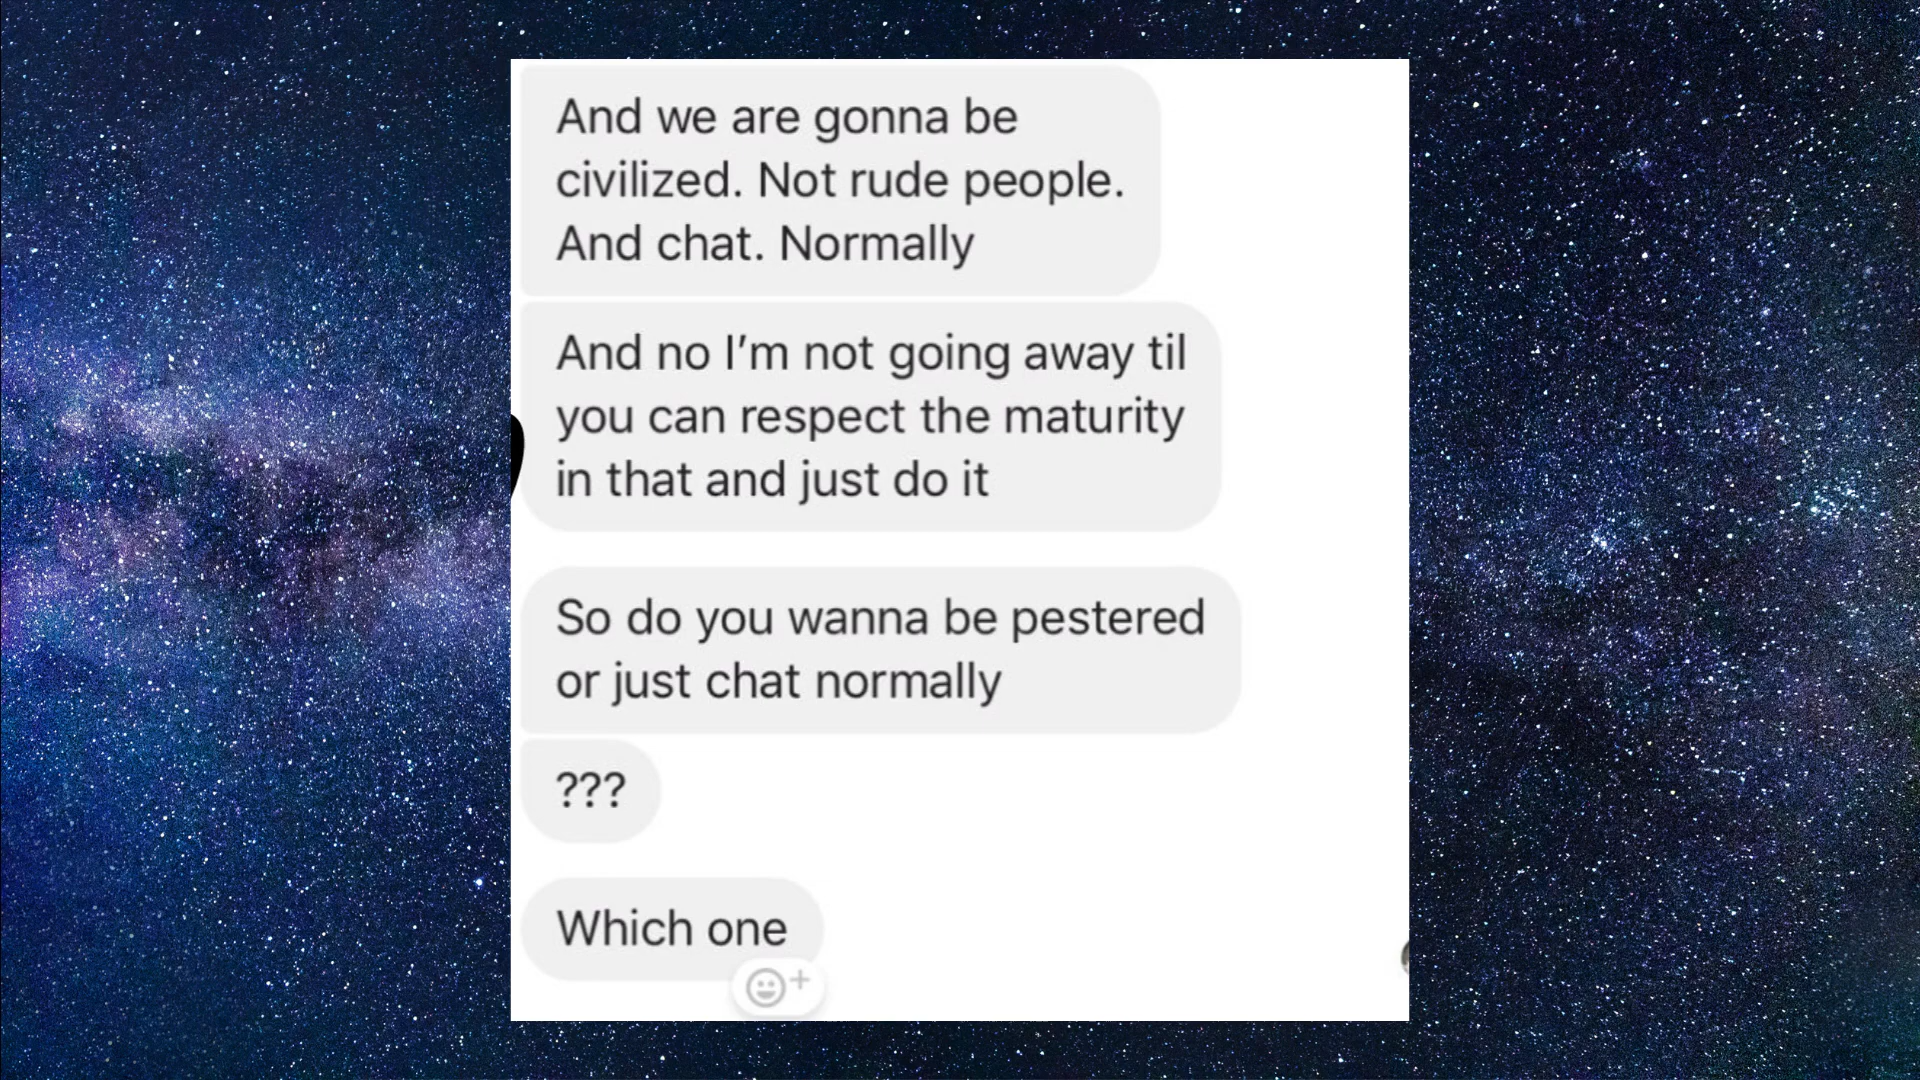 And we are gonna be
civilized. Not rude people.
And chat. Normally
And no I’m not going away til
you can respect the maturity
in that and just do it
So do you wanna be pestered
or just chat normally
???
Which one